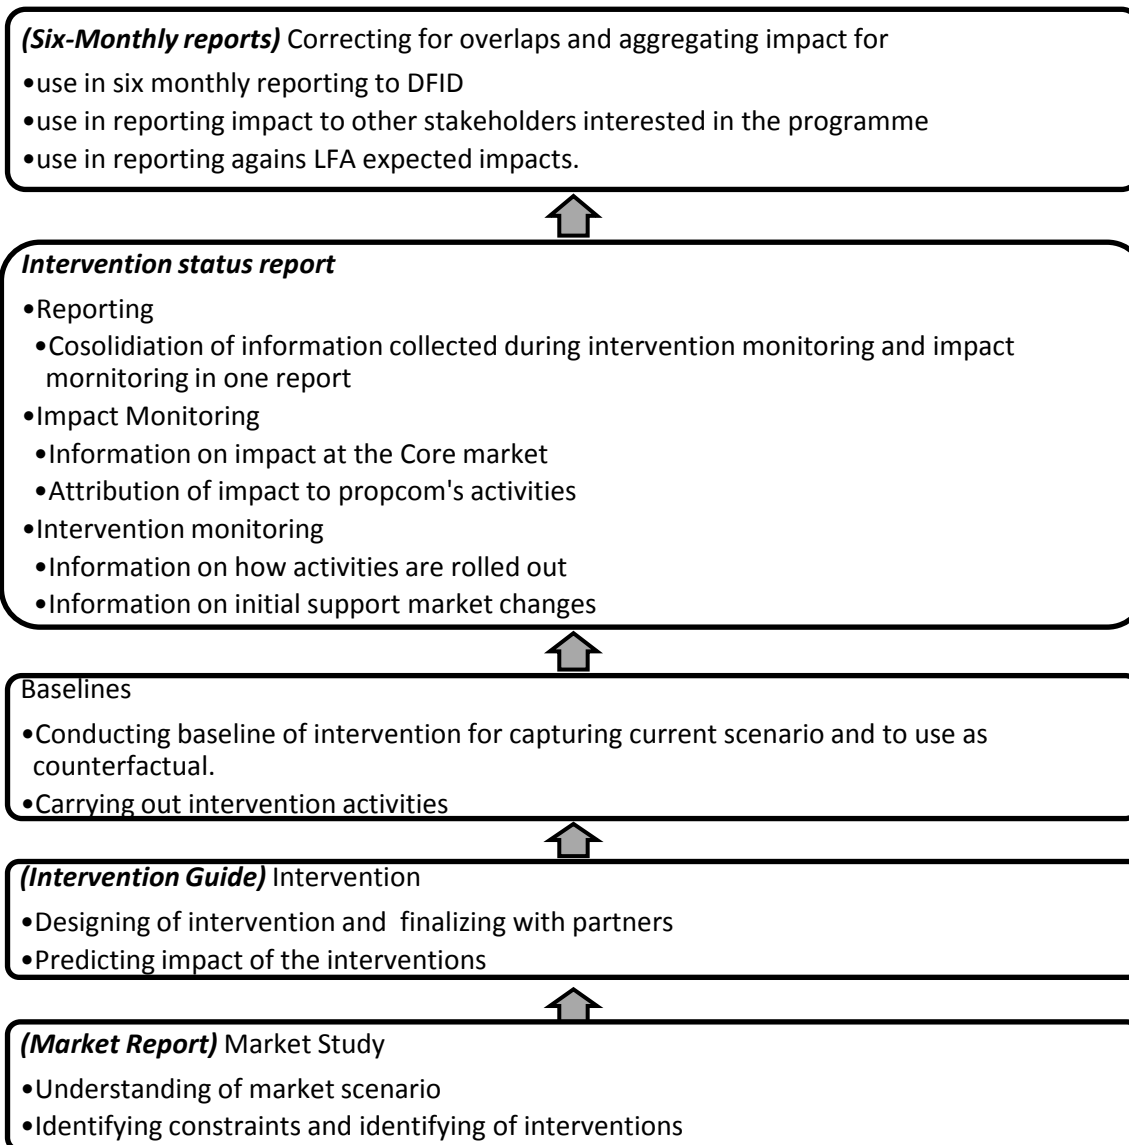 (Six-Monthly reports) Correcting for overlaps and aggregating impact for
•use in six monthly reporting to DFID
•use in reporting impact to other stakeholders interested in the programme
•use in reporting agains LFA expected impacts.
Intervention status report
•Reporting
•Cosolidiation of information collected during intervention monitoring and impact
mornitoring in one report
•Impact Monitoring
•Information on impact at the Core market
•Attribution of impact to propcom's activities
•Intervention monitoring
•Information on how activities are rolled out
•Information on initial support market changes
Baselines
•Conducting baseline of intervention for capturing current scenario and to use as
counterfactual.
•Carrying out intervention activities
(Intervention Guide) Intervention
•Designing of intervention and finalizing with partners
•Predicting impact of the interventions
(Market Report) Market Study
•Understanding of market scenario
•Identifying constraints and identifying of interventions